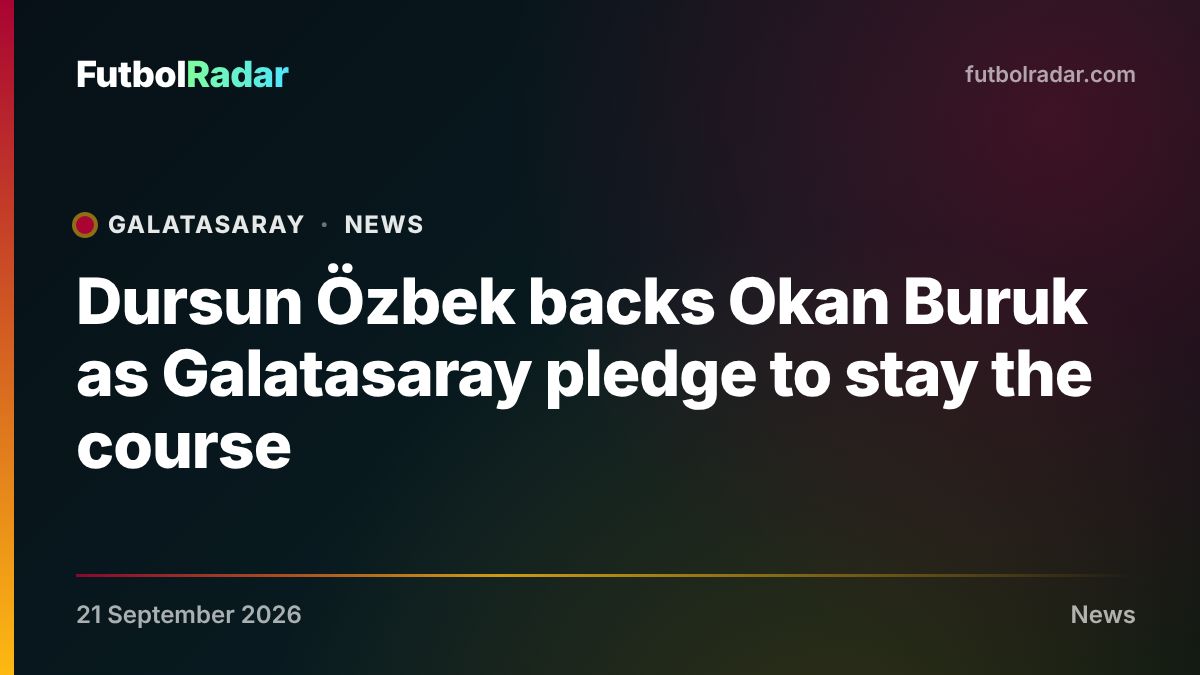 FutbolRadar
futbolradar.com
GALATASARAY · NEWS
Dursun Özbek backs Okan Buruk
as Galatasaray pledge to stay the
course
21 September 2026
News